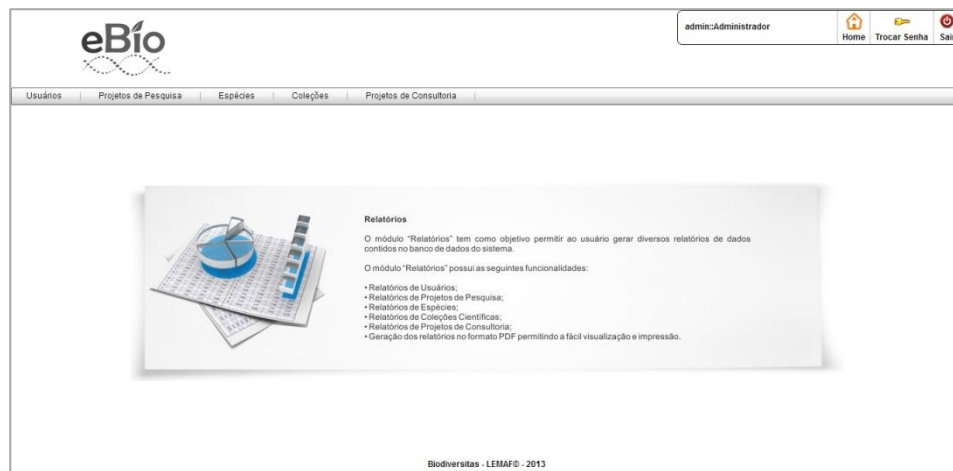 eBio
admin::Administrador
Home Trocar Senha Sair
Usuários | Projetos de Pesquisa | Espécies | Coleções | Projetos de Consultoria |
Relatórios
O módulo "Relatórios" tem como objetivo permitir ao usuário gerar diversos relatórios de dados
contidos no banco de dados do sistema.
O módulo "Relatórios" possui as seguintes funcionalidades:
• Relatórios de Usuários;
• Relatórios de Projetos de Pesquisa;
• Relatórios de Espécies;
• Relatórios de Coleções Científicas;
• Relatórios de Projetos de Consultoria;
• Geração dos relatórios no formato PDF permitindo a fácil visualização e impressão.
Biodiversitas - LEMAF© - 2013